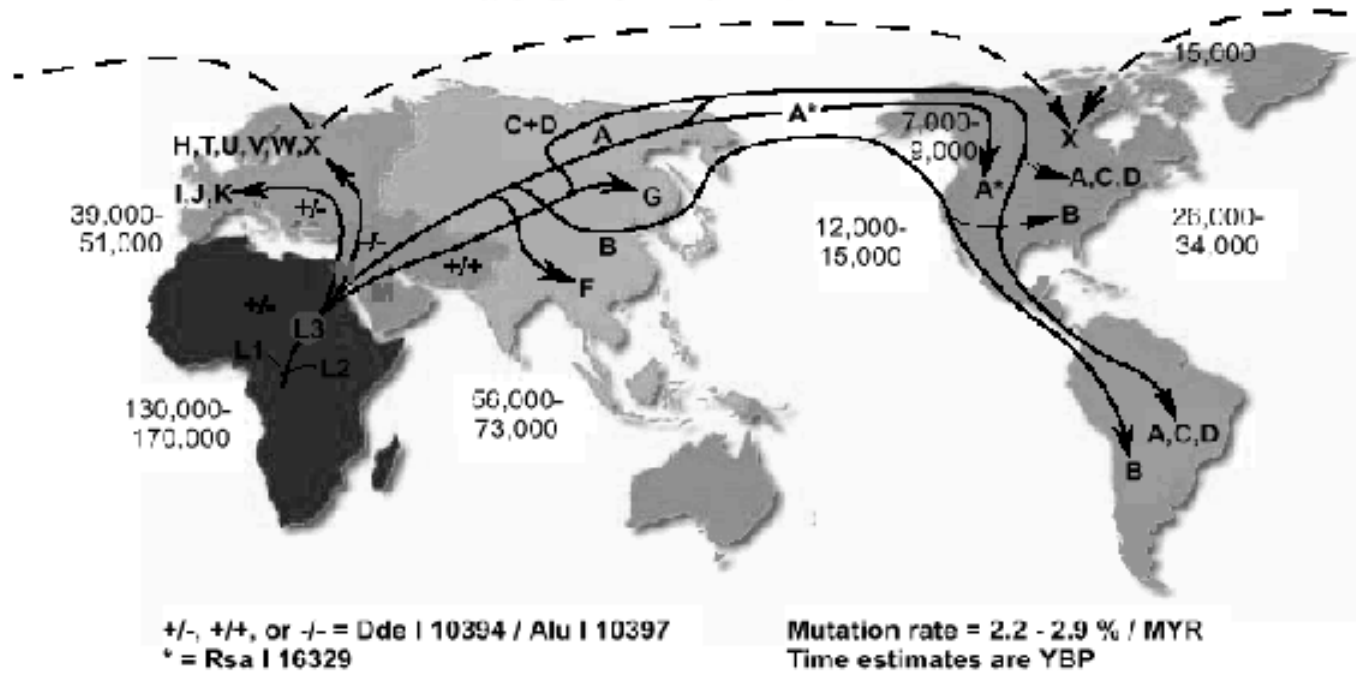 15,000
C+D
A
A*
7,000-
9,000
X
H,T,U,V,W,X
I,J,K
+/-
G
A*
A,C,D
39,000-
51,000
-/-
B
B
12,000-
15,000
26,000-
34,000
+/+
F
+/-
L3
L1
L2
130,000-
170,000
56,000-
73,000
A,C,D
B
+/-, +/+, or -/- = Dde I 10394 / Alu I 10397
* = Rsa I 16329
Mutation rate = 2.2 - 2.9 % / MYR
Time estimates are YBP